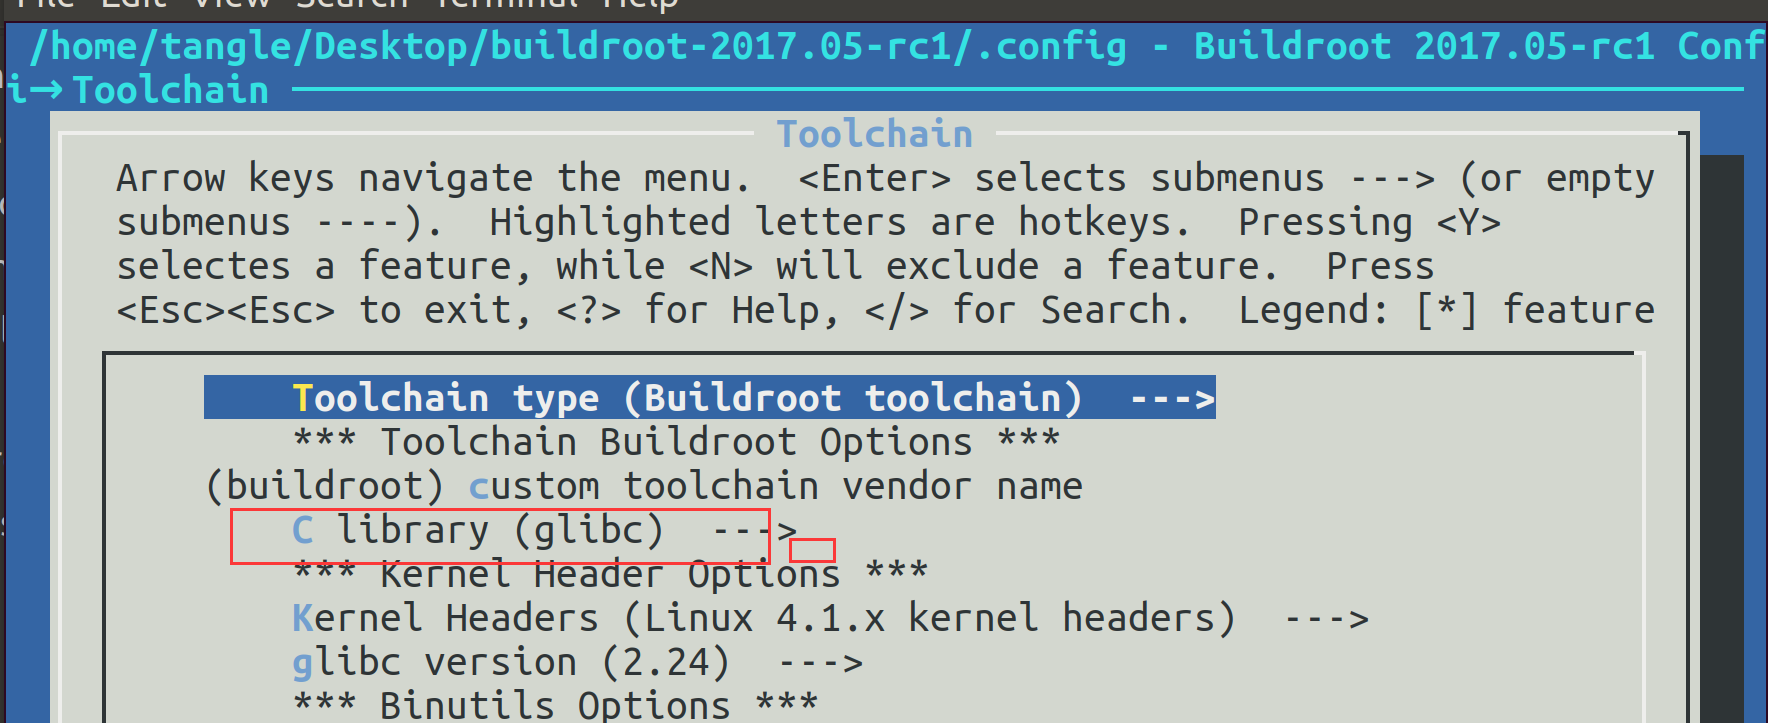 File Edit View Search Terminal Help
/home/tangle/Desktop/buildroot-2017.05-rc1/.config - Buildroot 2017.05-rc1 Conf
i→Toolchain
Toolchain
Arrow keys navigate the menu.  <Enter> selects submenus ---> (or empty
submenus ----).  Highlighted letters are hotkeys.  Pressing <Y>
selectes a feature, while <N> will exclude a feature.  Press
<Esc><Esc> to exit, <?> for Help, </> for Search.  Legend: [*] feature
Toolchain type (Buildroot toolchain)  --->
*** Toolchain Buildroot Options ***
(buildroot) custom toolchain vendor name
C library (glibc)  --->
*** Kernel Header Options ***
Kernel Headers (Linux 4.1.x kernel headers)  --->
glibc version (2.24)  --->
*** Binutils Options ***